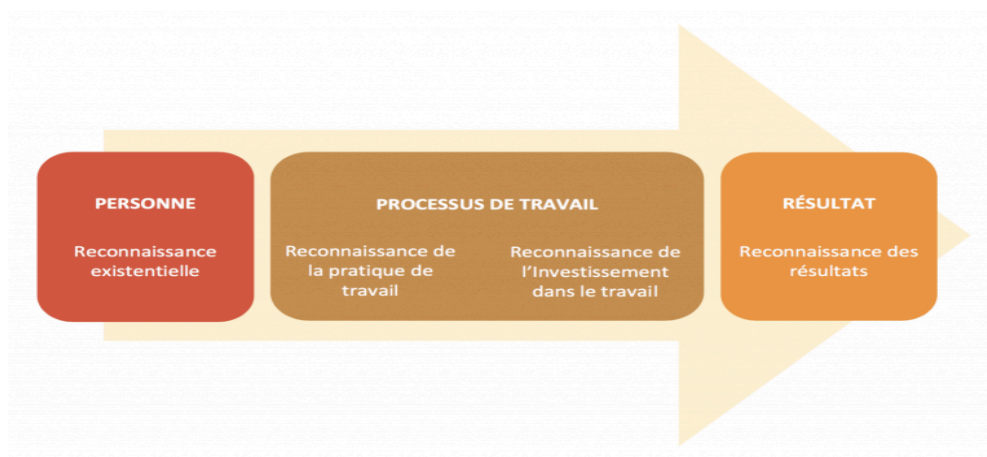 PERSONNE
Reconnaissance
existentielle
PROCESSUS DE TRAVAIL
Reconnaissance de
la pratique de
travail
Reconnaissance de
l'Investissement
dans le travail
RÉSULTAT
Reconnaissance des
résultats